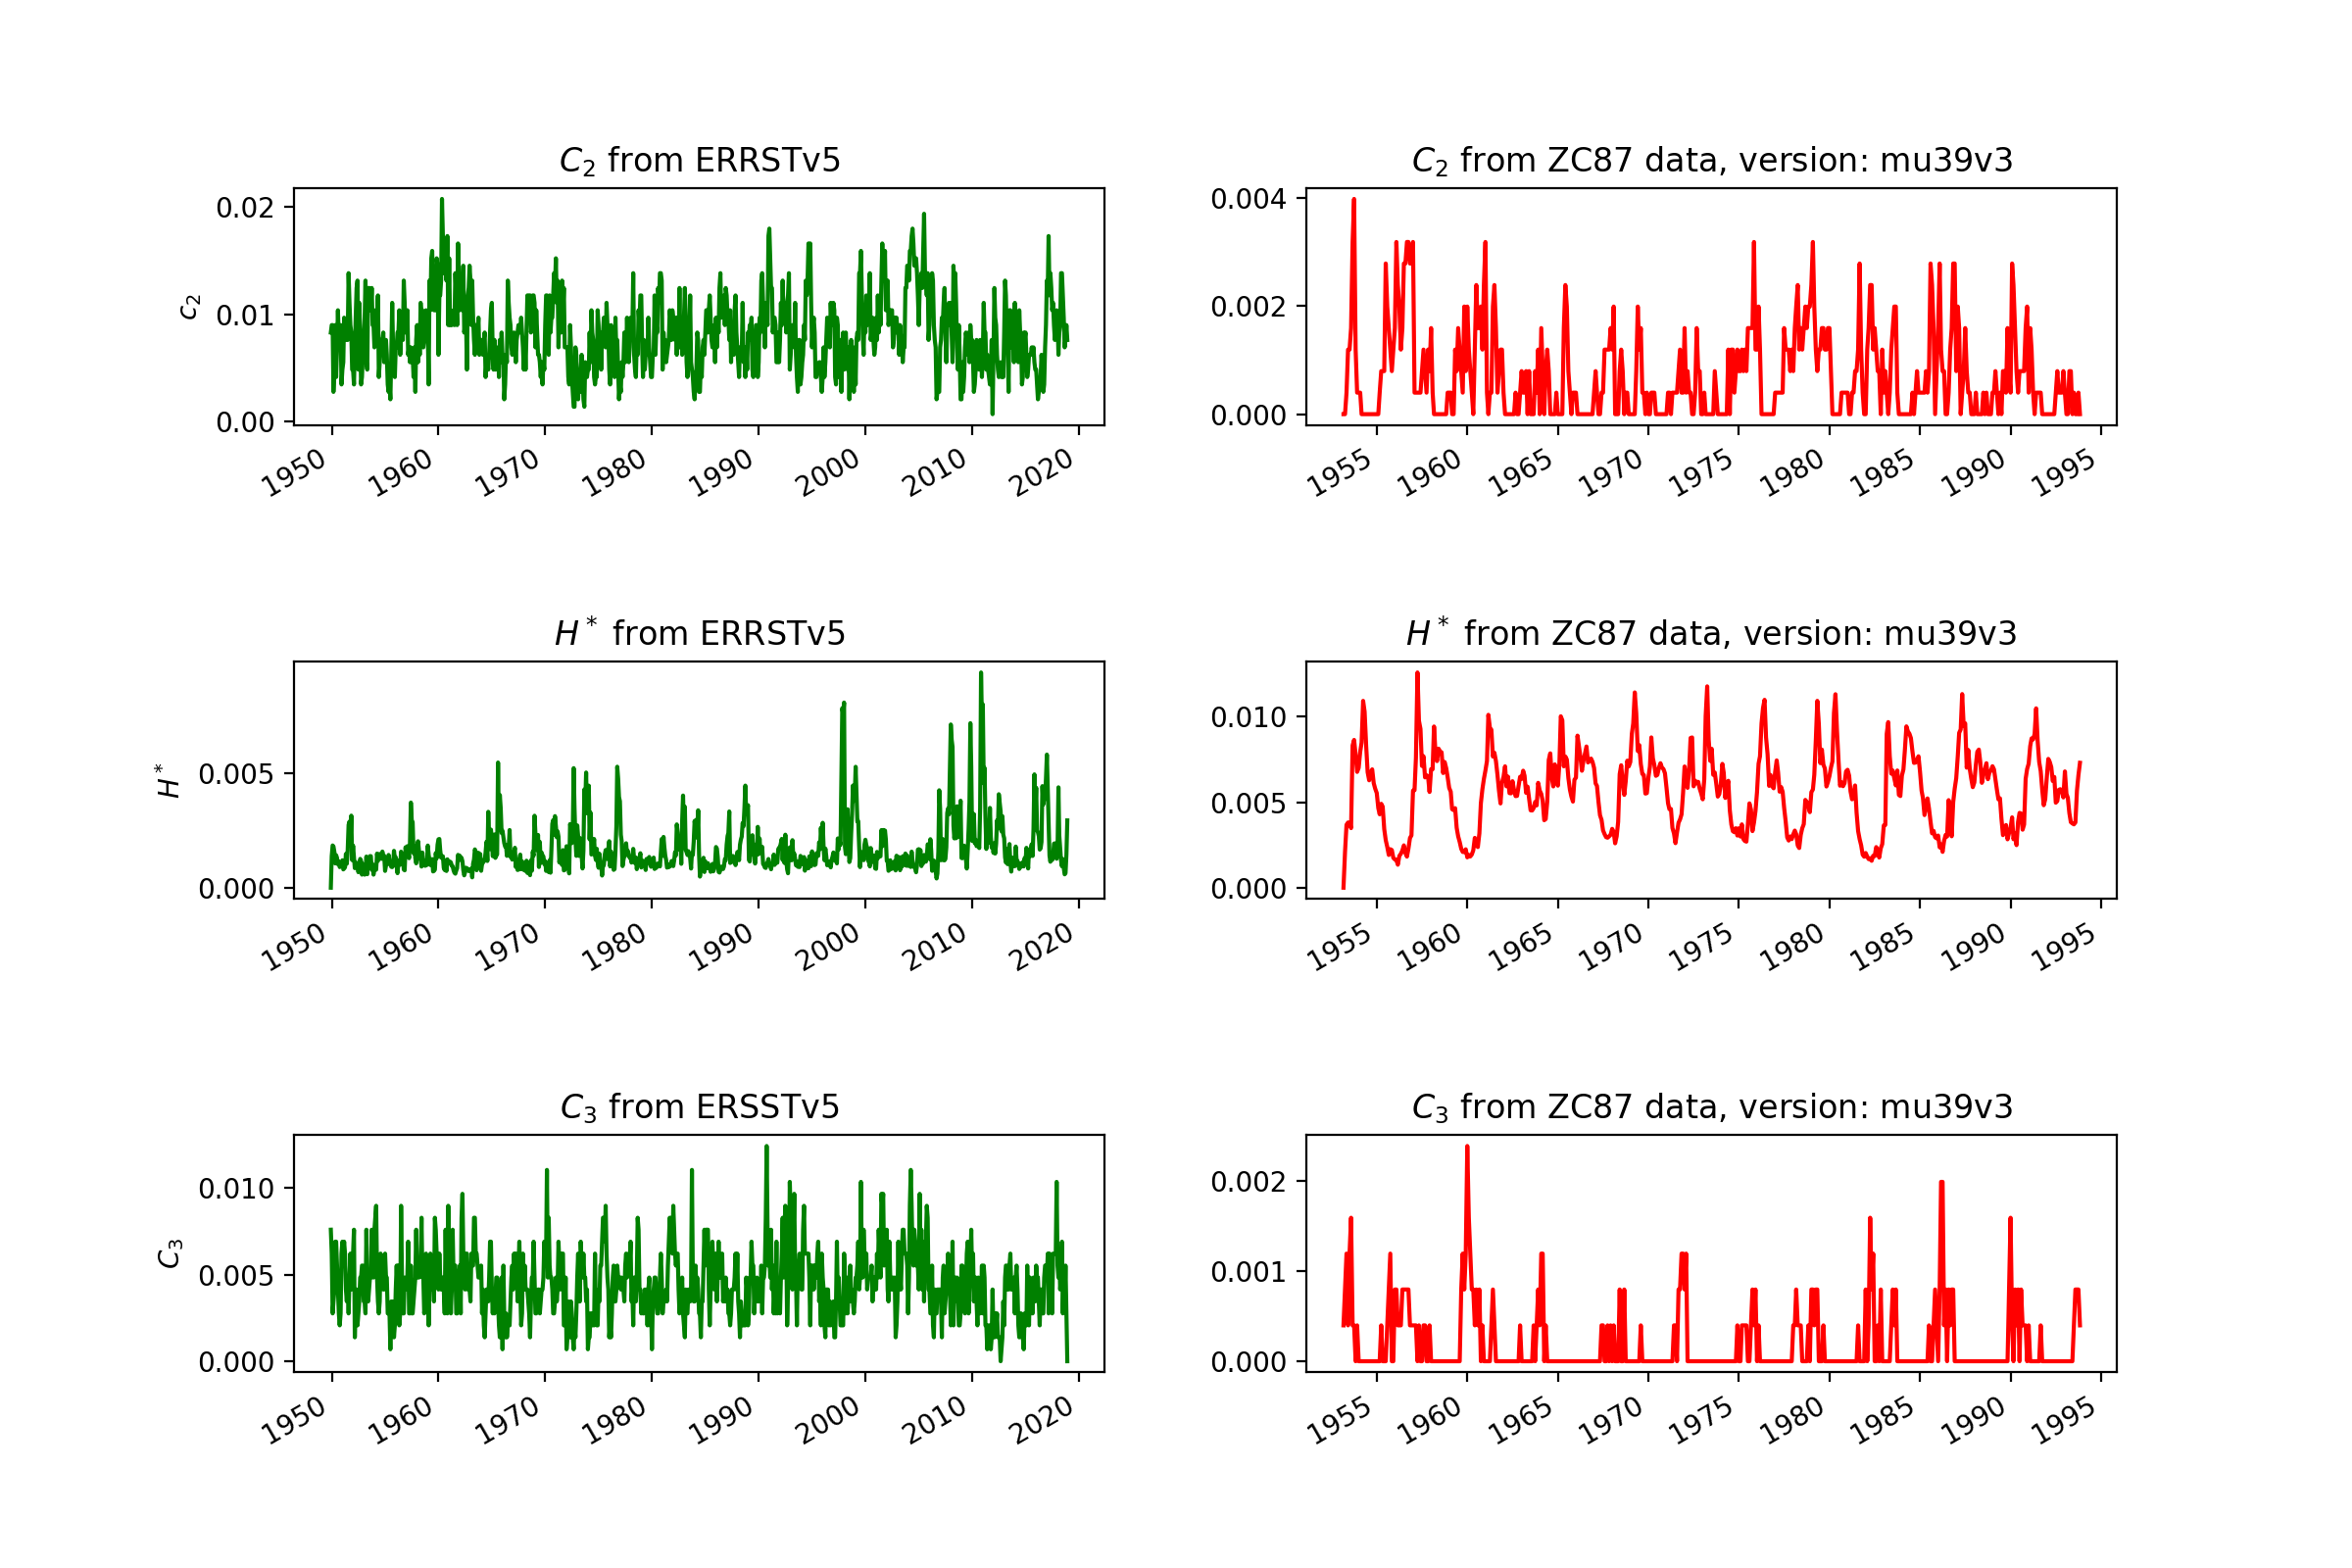 C₂ from ERRSTv5
c₂
0.02
0.01
0.00
1950 1960 1970 1980 1990 2000 2010 2020
C₂ from ZC87 data, version: mu39v3
0.004
0.002
0.000
1955 1960 1965 1970 1975 1980 1985 1990 1995
H* from ERRSTv5
H*
0.005
0.000
1950 1960 1970 1980 1990 2000 2010 2020
H* from ZC87 data, version: mu39v3
0.010
0.005
0.000
1955 1960 1965 1970 1975 1980 1985 1990 1995
C₃ from ERSSTv5
C₃
0.010
0.005
0.000
1950 1960 1970 1980 1990 2000 2010 2020
C₃ from ZC87 data, version: mu39v3
0.002
0.001
0.000
1955 1960 1965 1970 1975 1980 1985 1990 1995